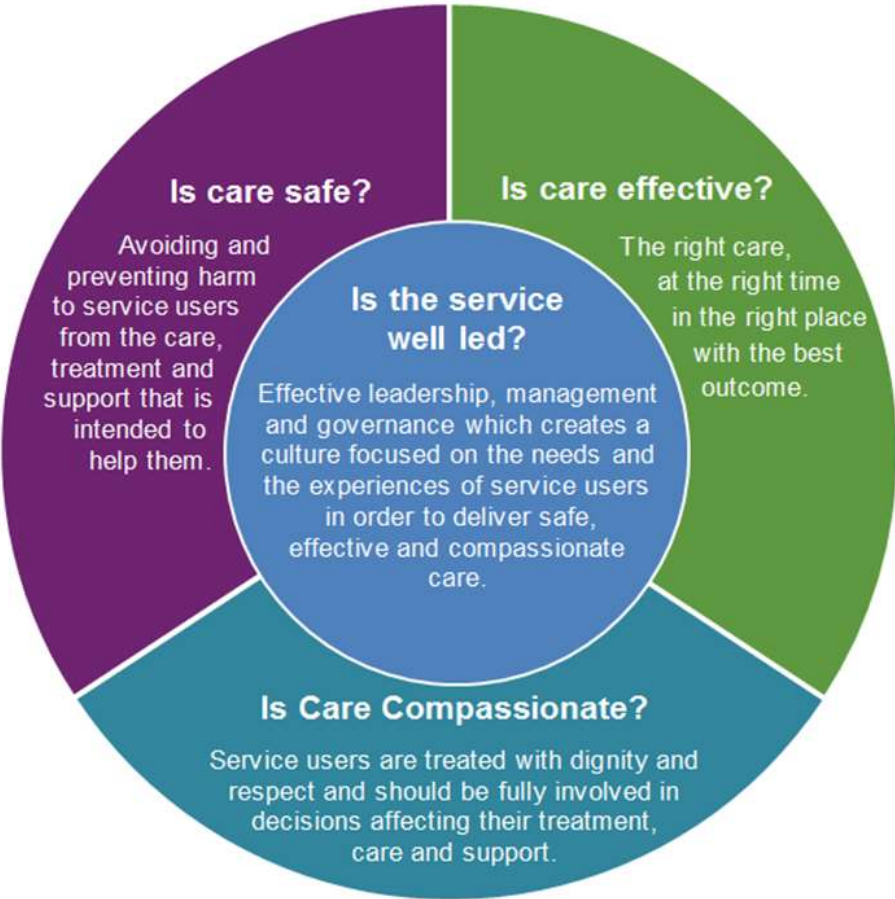 Is care safe?
Avoiding and
preventing harm
to service users
from the care,
treatment and
support that is
intended to
help them.
Is care effective?
The right care,
at the right time
in the right place
with the best
outcome.
Is the service
well led?
Effective leadership, management
and governance which creates a
culture focused on the needs and
the experiences of service users
in order to deliver safe,
effective and compassionate
care.
Is Care Compassionate?
Service users are treated with dignity and
respect and should be fully involved in
decisions affecting their treatment,
care and support.